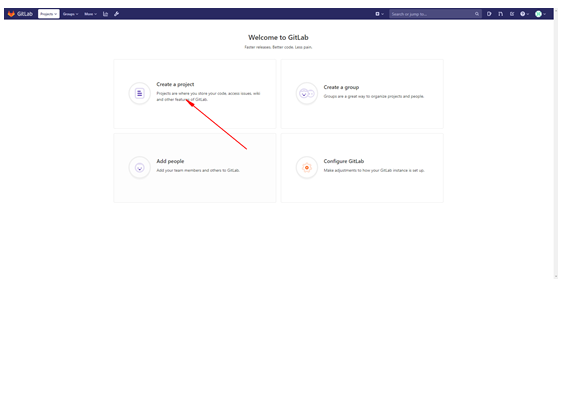 GitLab Projects Groups More Search or jump to...
Welcome to GitLab
Faster releases. Better code. Less pain.
Create a project
Projects are where you store your code, access issues, wiki
and other features of GitLab.
Create a group
Groups are a great way to organize projects and people.
Add people
Add your team members and others to GitLab.
Configure GitLab
Make adjustments to how your GitLab instance is set up.